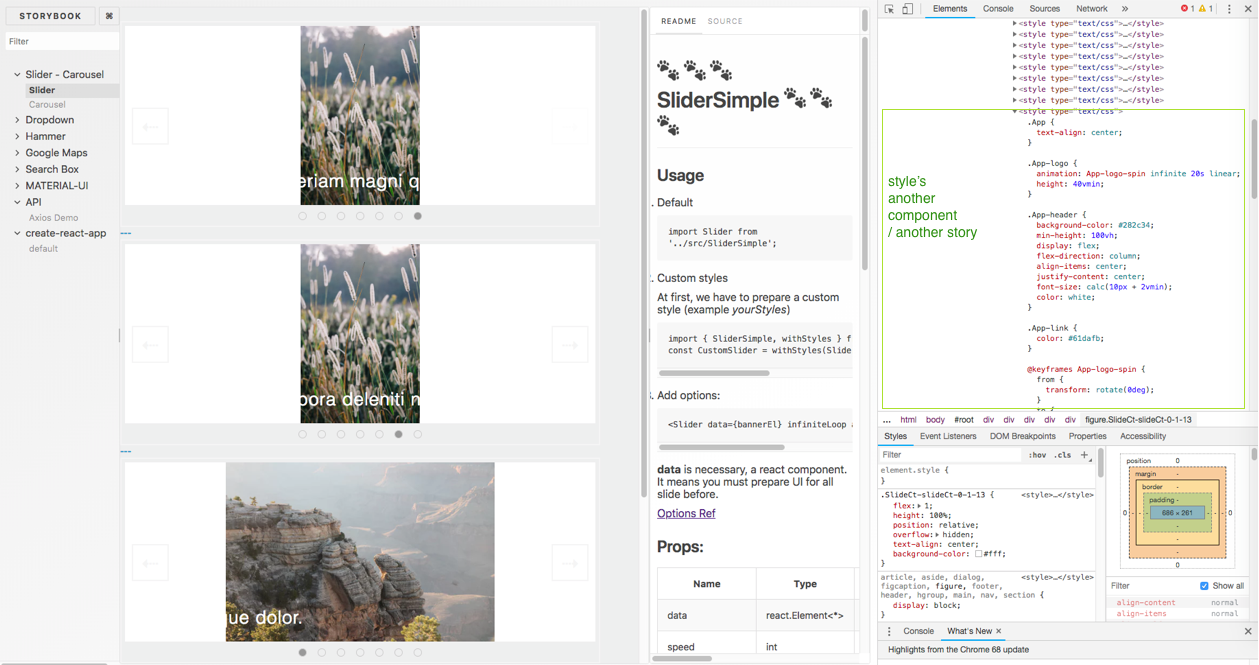 STORYBOOK
⌘
Filter
Slider - Carousel
Slider
Carousel
Dropdown
Hammer
Google Maps
Search Box
MATERIAL-UI
API
Axios Demo
create-react-app
default
eriam magni q
---
pora deleniti n
---
ue dolor.
README SOURCE
🐾 🐾 🐾
SliderSimple 🐾 🐾
🐾
Usage
. Default
import Slider from
'../src/SliderSimple';
. Custom styles
At first, we have to prepare a custom
style (example yourStyles)
import { SliderSimple, withStyles } f
const CustomSlider = withStyles(Slide
. Add options:
<Slider data={bannerEl} infiniteLoop
data is necessary, a react component.
It means you must prepare UI for all
slide before.
Options Ref
Props:
Name Type
data react.Element<*>
speed int
Elements Console Sources Network » 1 1
<style type="text/css">…</style>
<style type="text/css">…</style>
<style type="text/css">…</style>
<style type="text/css">…</style>
<style type="text/css">…</style>
<style type="text/css">…</style>
<style type="text/css">…</style>
<style type="text/css">…</style>
<style type="text/css">
.App {
text-align: center;
}
.App-logo {
animation: App-logo-spin infinite 20s linear;
height: 40vmin;
}
.App-header {
background-color: #282c34;
min-height: 100vh;
display: flex;
flex-direction: column;
align-items: center;
justify-content: center;
font-size: calc(10px + 2vmin);
color: white;
}
.App-link {
color: #61dafb;
}
@keyframes App-logo-spin {
from {
transform: rotate(0deg);
}
to {
style's
another
component
/ another story
… html body #root div div div div div figure.SlideCt-slideCt-0-1-13
Styles Event Listeners DOM Breakpoints Properties Accessibility
Filter :hov .cls +
element.style {
}
.SlideCt-slideCt-0-1-13 { <style>…</style>
flex: 1;
height: 100%;
position: relative;
overflow: hidden;
text-align: center;
background-color: #fff;
}
article, aside, dialog, <style>…</style>
figcaption, figure, footer,
header, hgroup, main, nav, section {
display: block;
}
position 0
margin -
border -
padding -
0 - - - 686 × 261 - - - 0
-
-
-
0
Filter Show all
align-content normal
align-items normal
Console What's New ×
Highlights from the Chrome 68 update